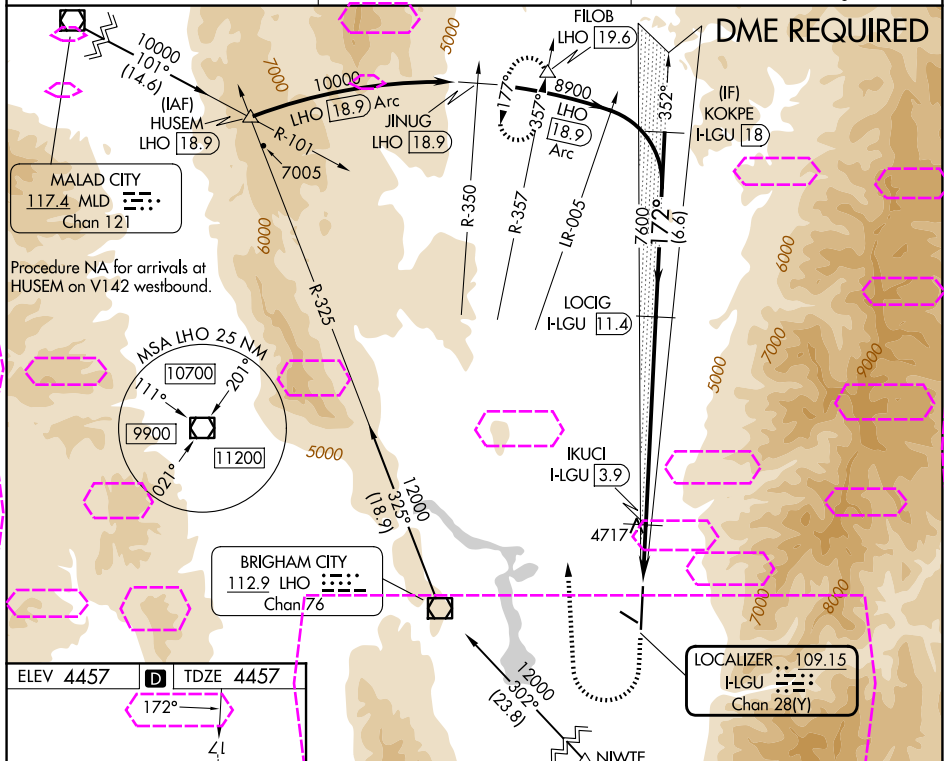 DME REQUIRED
10000
101°
(14.6)
(IAF)
HUSEM
LHO 18.9
7000
5000
10000
LHO 18.9 Arc
JINUG
LHO 18.9
R-101
7005
FILOB
LHO 19.6
177°
357°
8900
LHO
18.9
Arc
352°
(IF)
KOKPE
I-LGU 18
MALAD CITY
117.4 MLD
Chan 121
6000
R-350
R-357
LR-005
7600
172°
(6.6)
6000
Procedure NA for arrivals at
HUSEM on V142 westbound.
R-325
LOCIG
I-LGU 11.4
5000
7000
9000
MSA LHO 25 NM
10700
111°
201°
9900
11200
021°
5000
12000
325°
(18.9)
IKUCI
I-LGU 3.9
4717
BRIGHAM CITY
112.9 LHO
Chan 76
7000
8000
LOCALIZER 109.15
I-LGU
Chan 28(Y)
ELEV 4457
D
TDZE 4457
172°
17
12000
302°
(23.8)
NIWTE